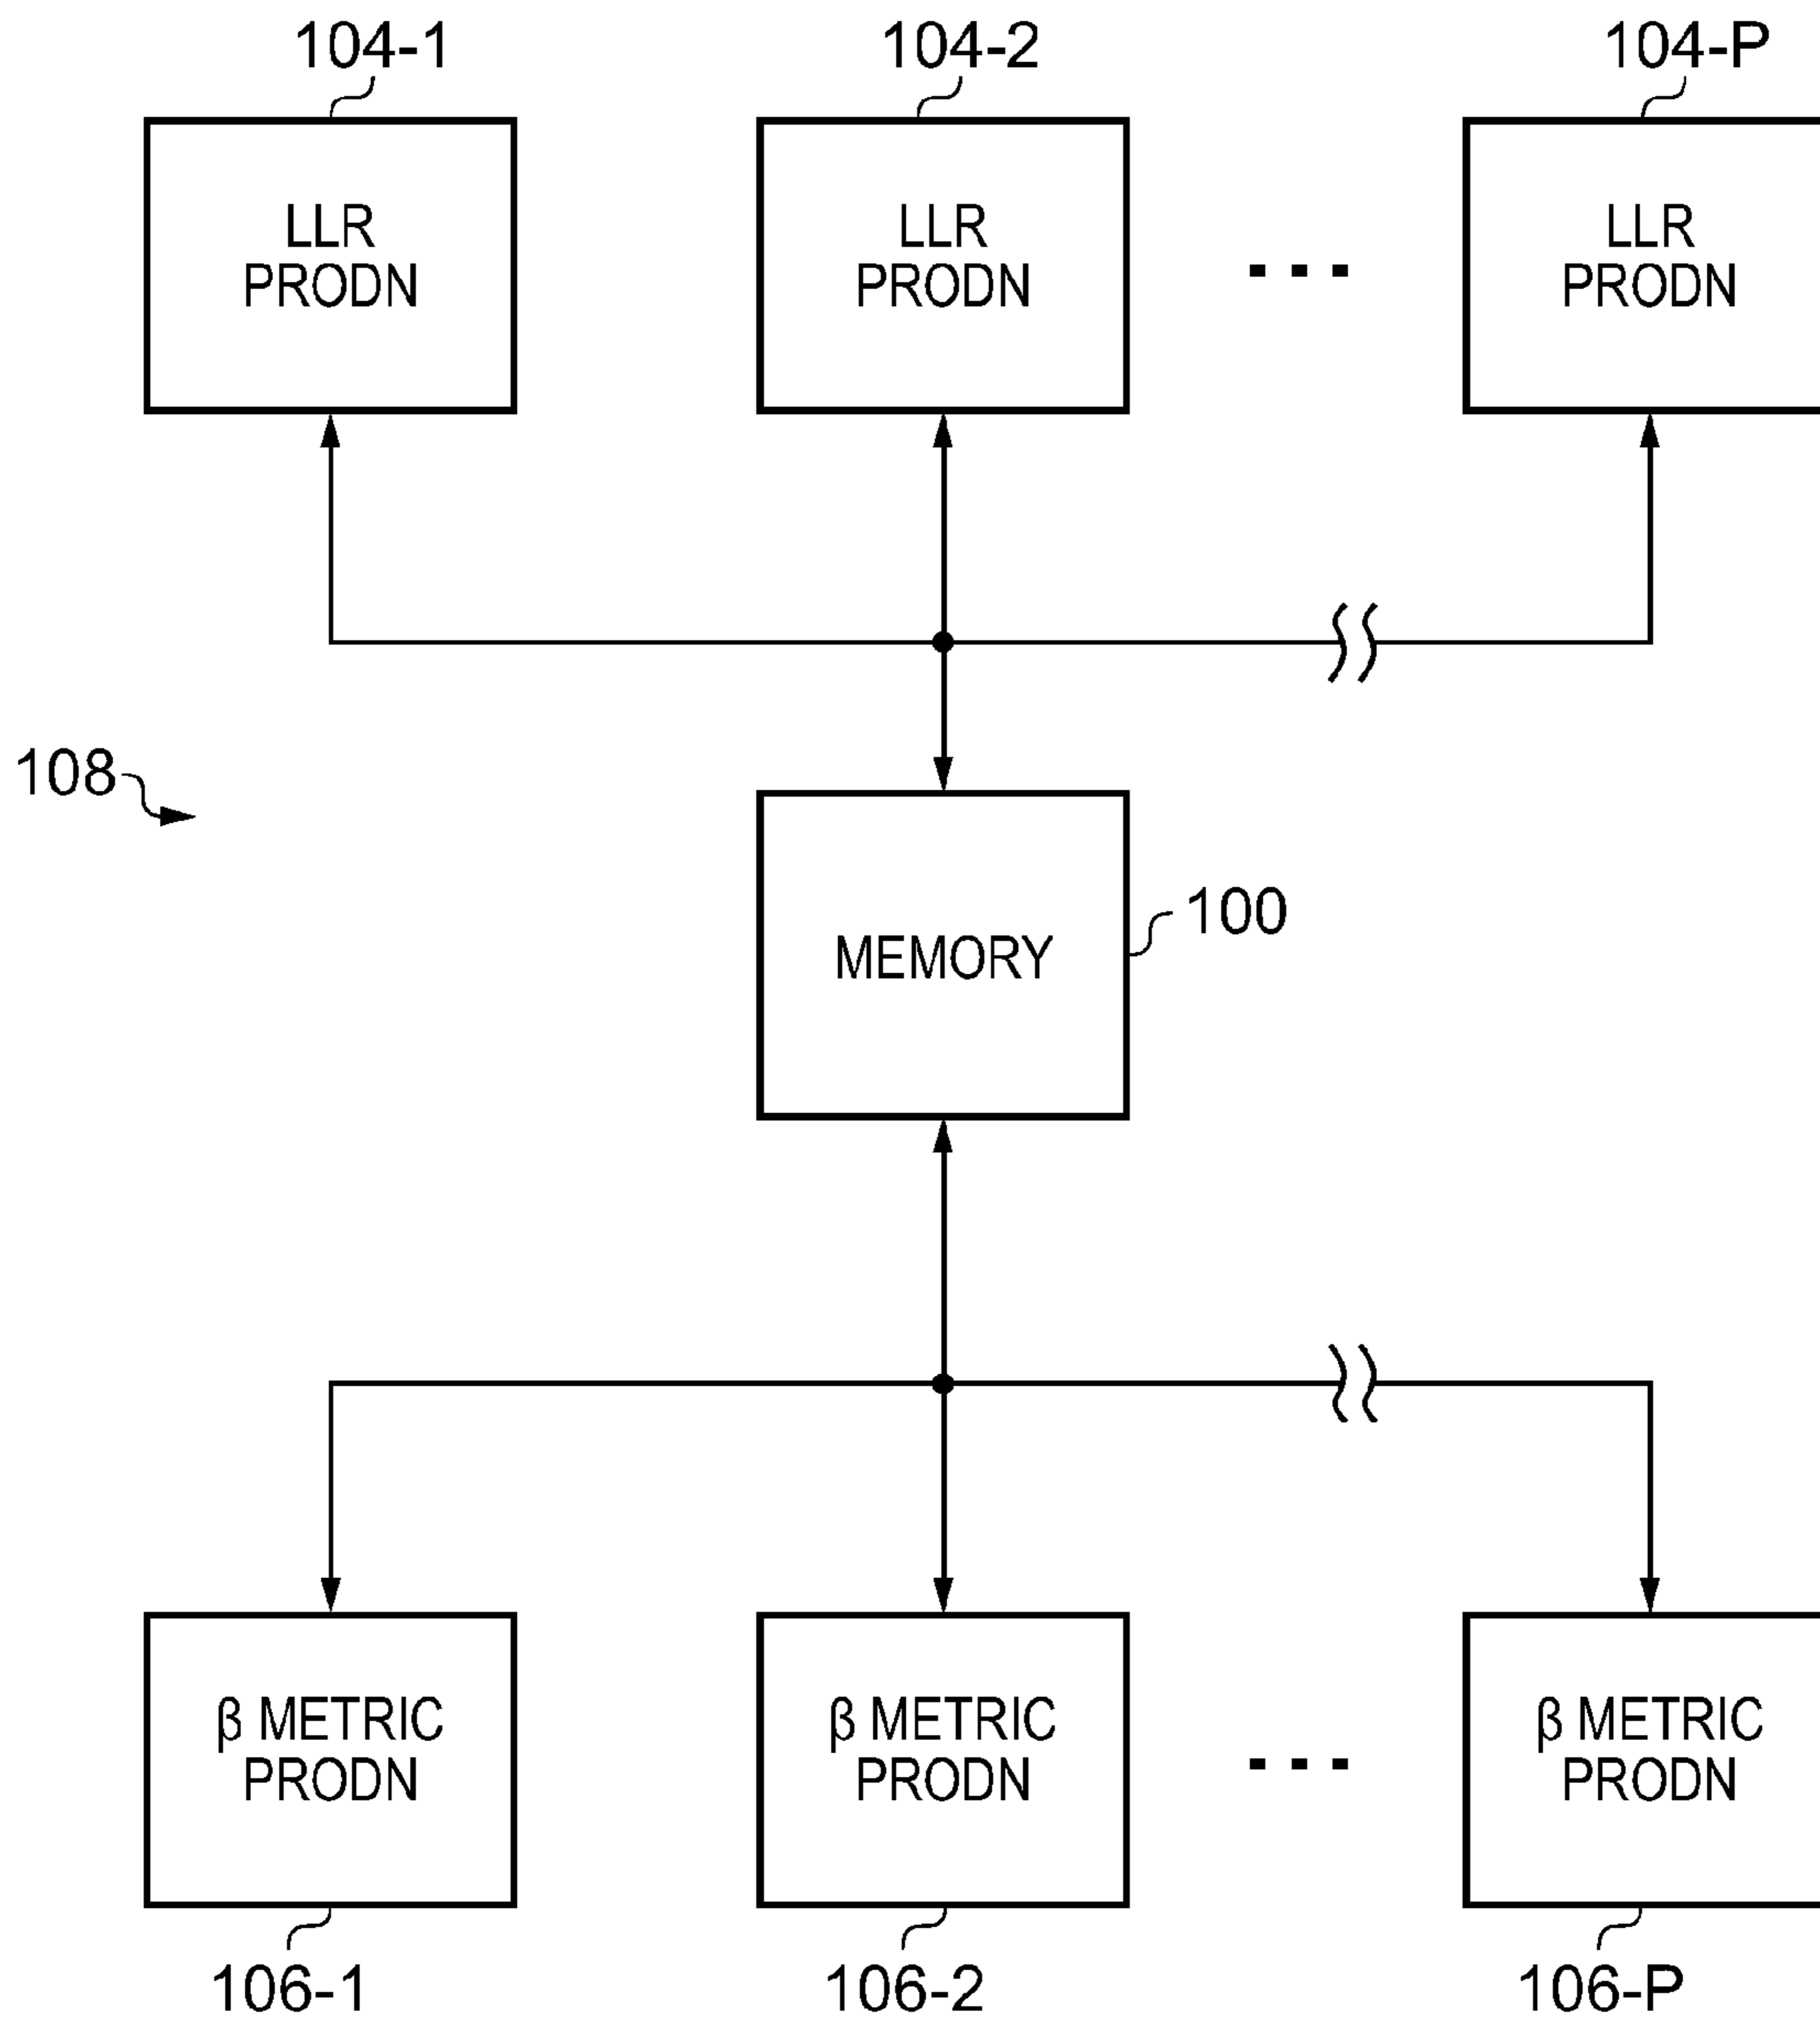 104-1 104-2 104-P
LLR
PRODN
LLR
PRODN
LLR
PRODN
108
MEMORY
100
β METRIC
PRODN
β METRIC
PRODN
β METRIC
PRODN
106-1 106-2 106-P